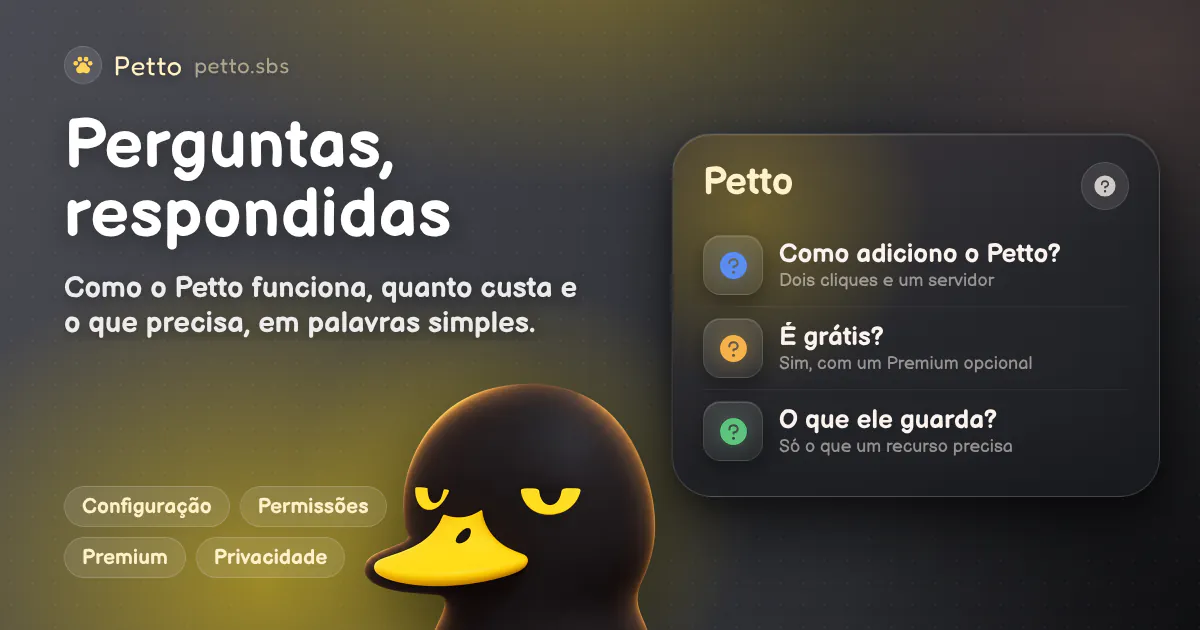 Petto petto.sbs
Perguntas,
respondidas
Como o Petto funciona, quanto custa e
o que precisa, em palavras simples.
Configuração Permissões
Premium Privacidade
Petto
?
?
Como adiciono o Petto?
Dois cliques e um servidor
?
É grátis?
Sim, com um Premium opcional
?
O que ele guarda?
Só o que um recurso precisa